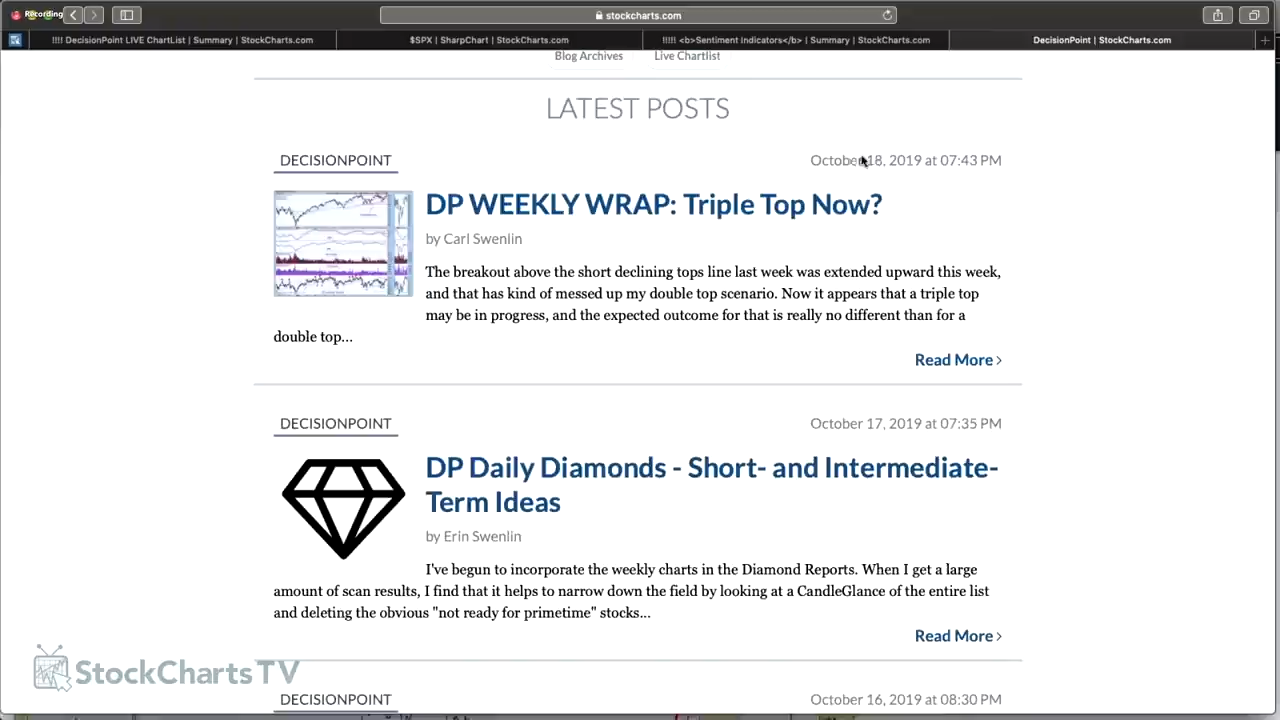 Recording
stockcharts.com
!!!! DecisionPoint LIVE ChartList | Summary | StockCharts.com
$SPX | SharpChart | StockCharts.com
!!!!! <b>Sentiment Indicators</b> | Summary | StockCharts.com
DecisionPoint | StockCharts.com
Blog Archives
Live Chartlist
LATEST POSTS
DECISIONPOINT
October 18, 2019 at 07:43 PM
DP WEEKLY WRAP: Triple Top Now?
by Carl Swenlin
The breakout above the short declining tops line last week was extended upward this week,
and that has kind of messed up my double top scenario. Now it appears that a triple top
may be in progress, and the expected outcome for that is really no different than for a
double top...
Read More
DECISIONPOINT
October 17, 2019 at 07:35 PM
DP Daily Diamonds - Short- and Intermediate-
Term Ideas
by Erin Swenlin
I've begun to incorporate the weekly charts in the Diamond Reports. When I get a large
amount of scan results, I find that it helps to narrow down the field by looking at a CandleGlance of the entire list
and deleting the obvious "not ready for primetime" stocks...
Read More
StockCharts TV
DECISIONPOINT
October 16, 2019 at 08:30 PM